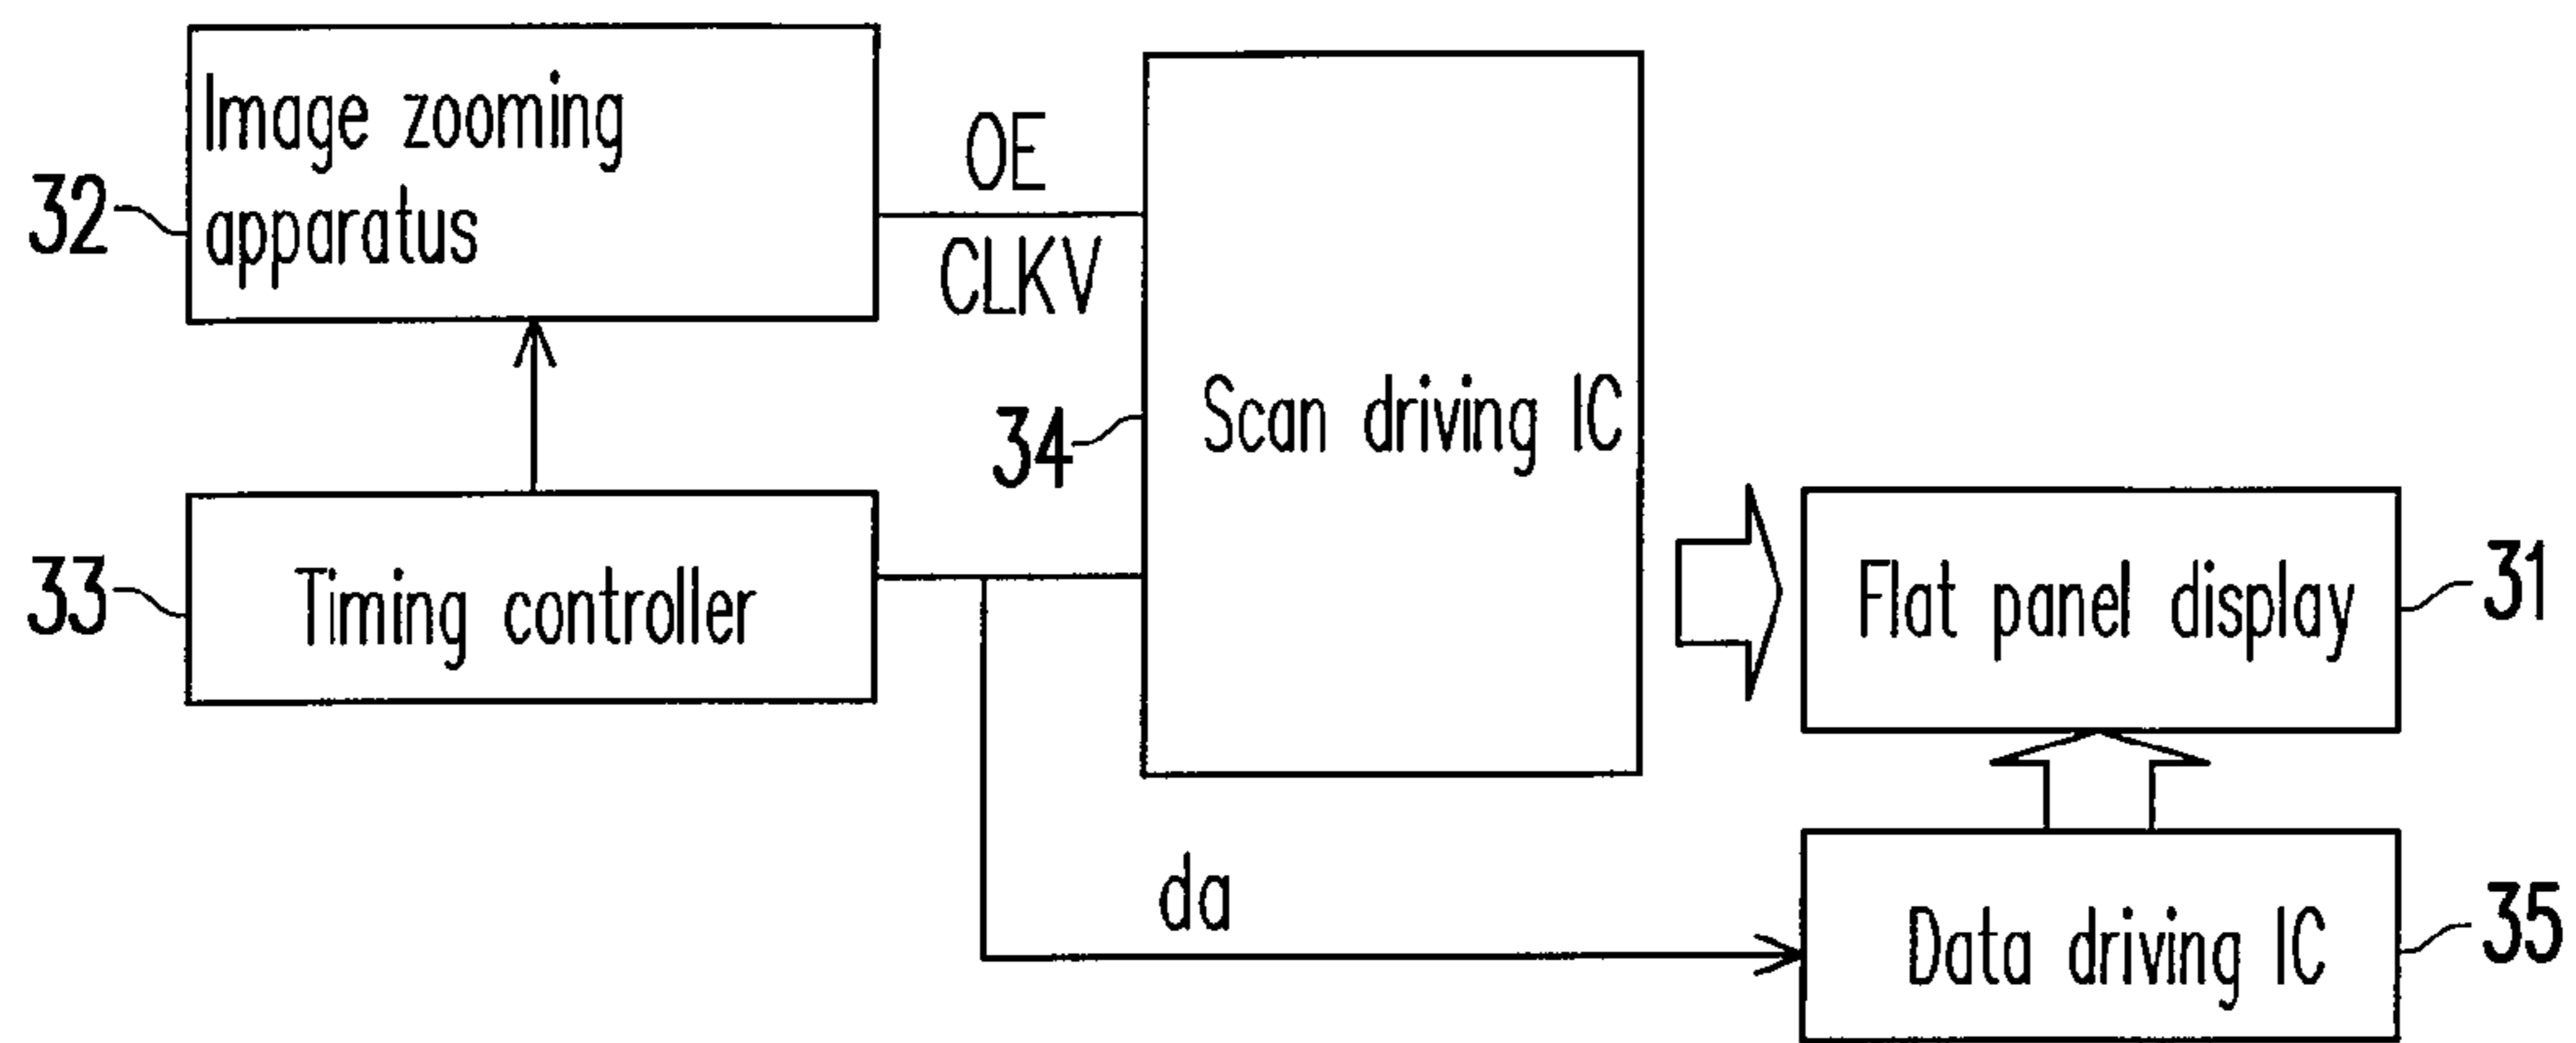 Image zooming
apparatus
32
OE
CLKV
34
Scan driving IC
33
Timing controller
Flat panel display
31
da
Data driving IC
35